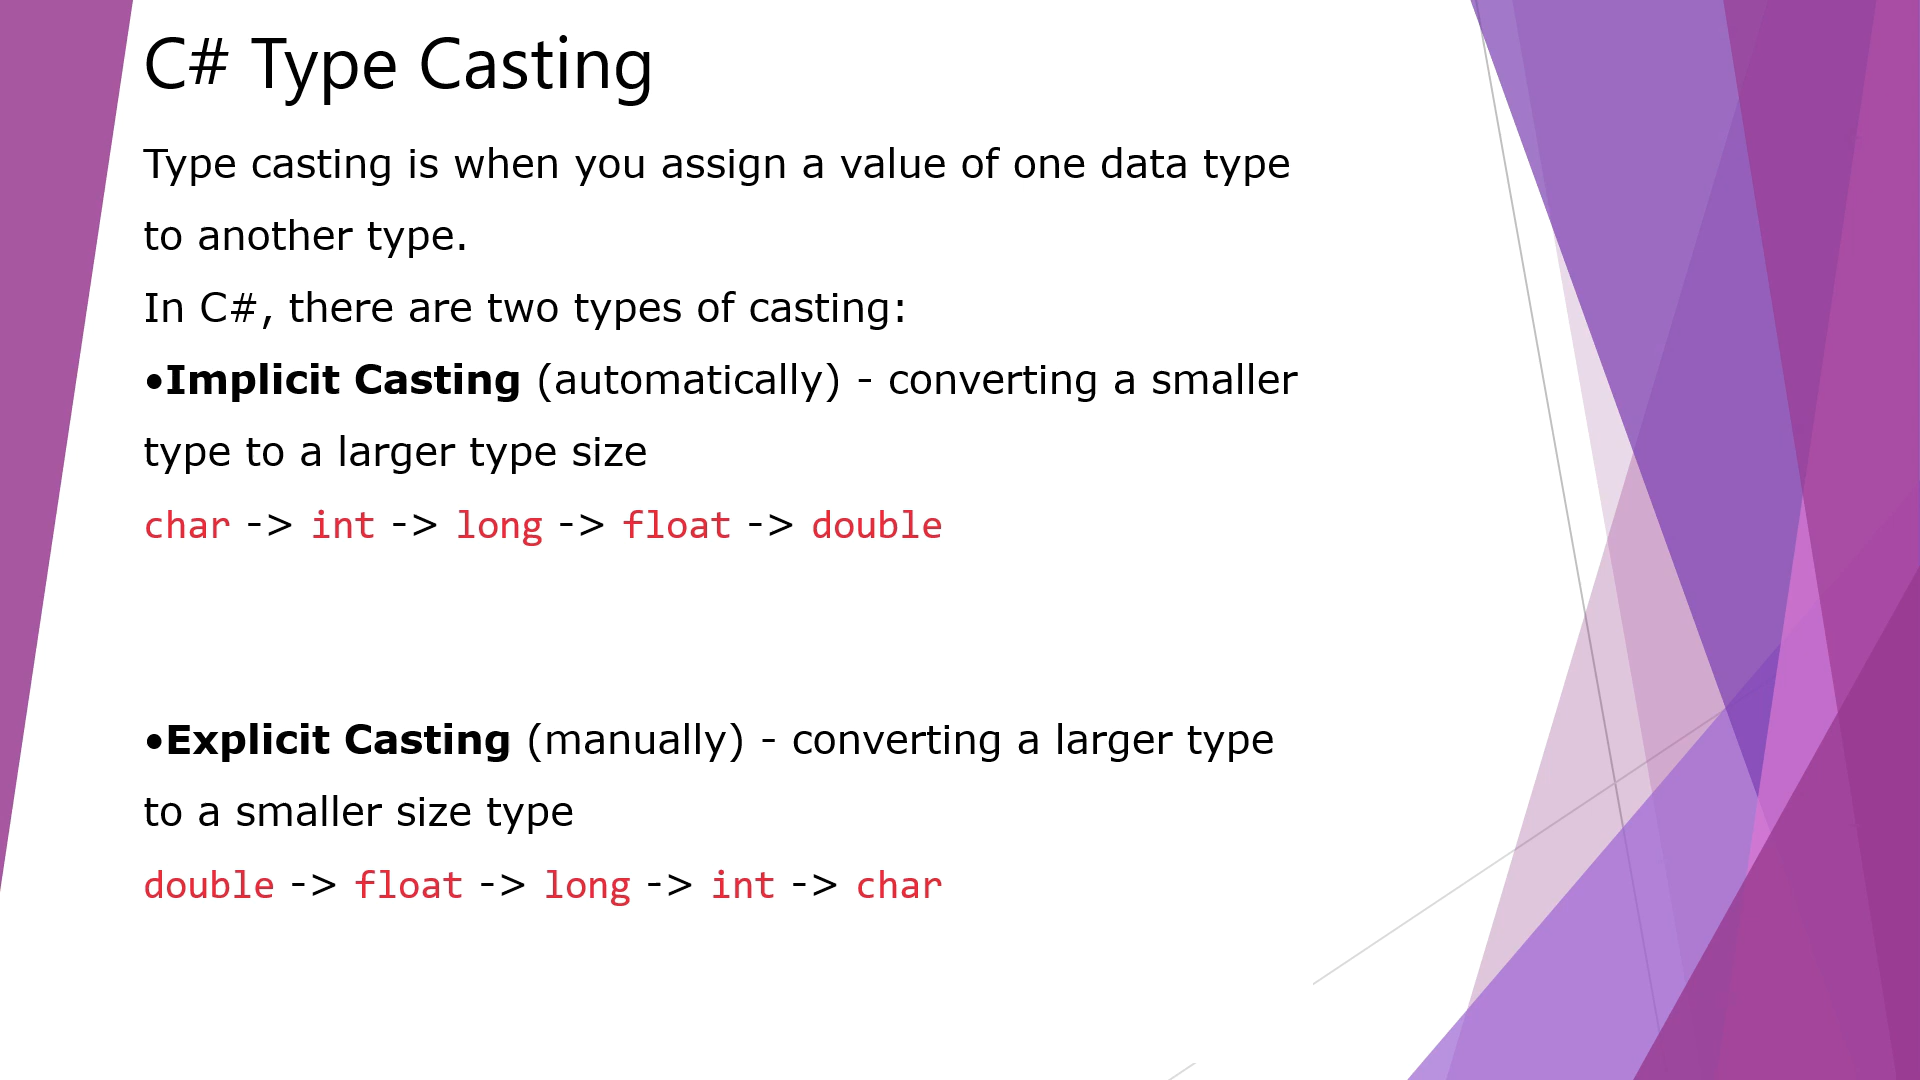 C# Type Casting
Type casting is when you assign a value of one data type
to another type.
In C#, there are two types of casting:
•Implicit Casting (automatically) - converting a smaller
type to a larger type size
char -> int -> long -> float -> double
•Explicit Casting (manually) - converting a larger type
to a smaller size type
double -> float -> long -> int -> char